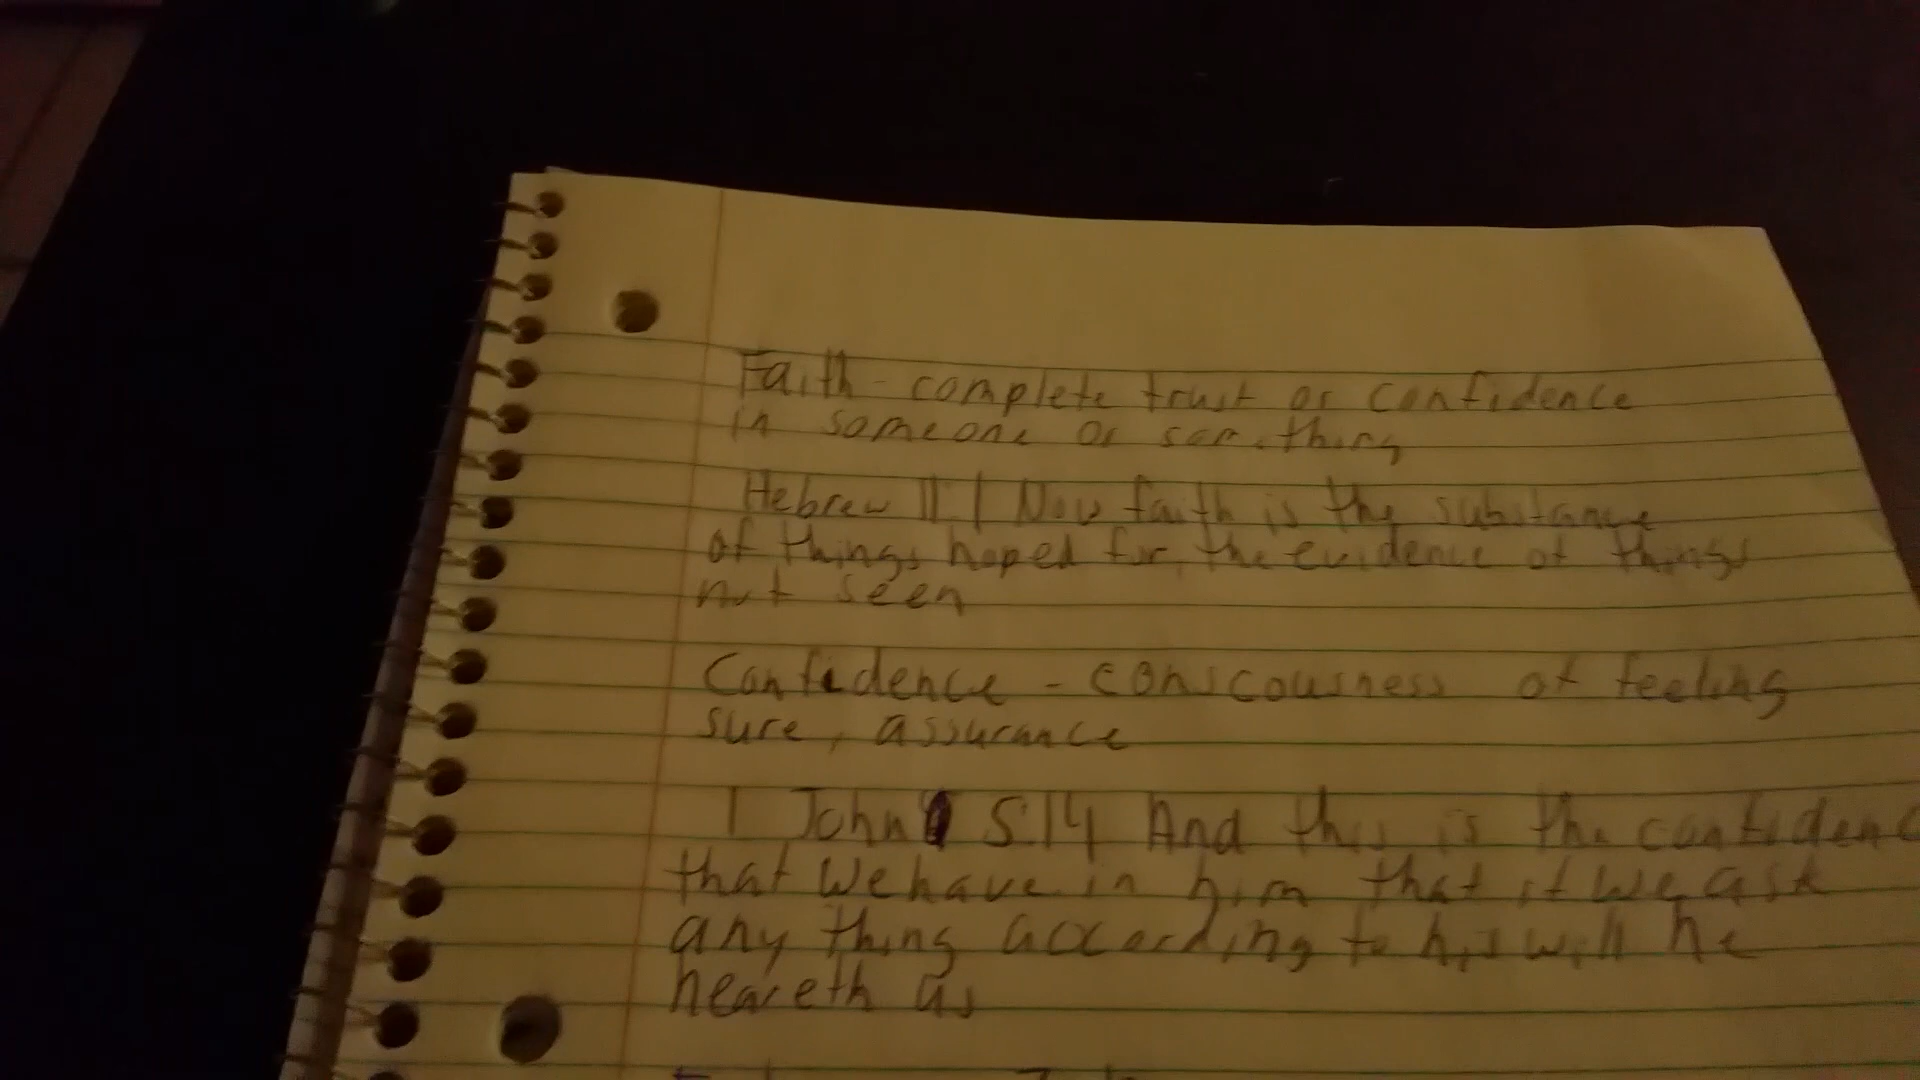 Faith - complete trust or confidence
in someone or something
Hebrew 11:1 Now faith is the substance
of things hoped for, the evidence of things
not seen
Confidence - conscousness of feeling
sure, assurance
1 John 5:14 And this is the confidenc
that we have in him that if we ask
any thing according to his will he
heareth us